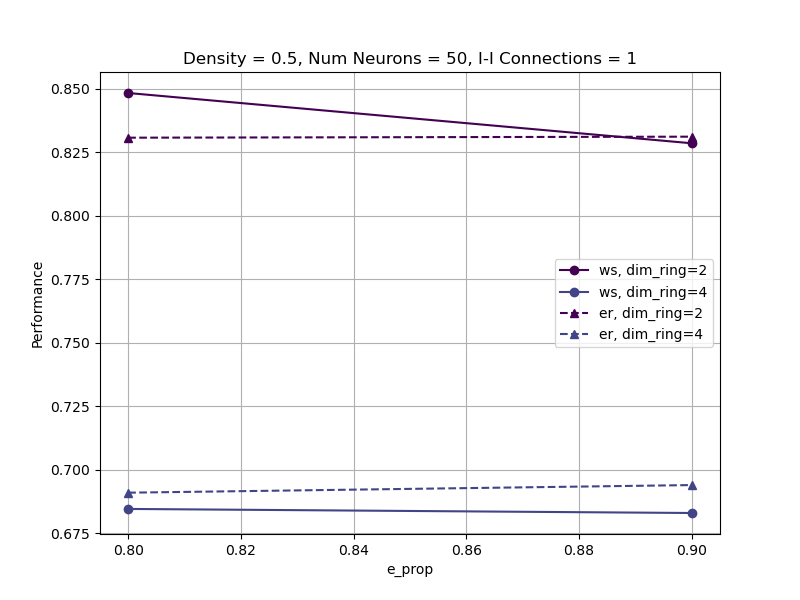 Density = 0.5, Num Neurons = 50, I-I Connections = 1
Performance
0.850
0.825
0.800
0.775
0.750
0.725
0.700
0.675
ws, dim_ring=2
ws, dim_ring=4
er, dim_ring=2
er, dim_ring=4
0.80 0.82 0.84 0.86 0.88 0.90
e_prop